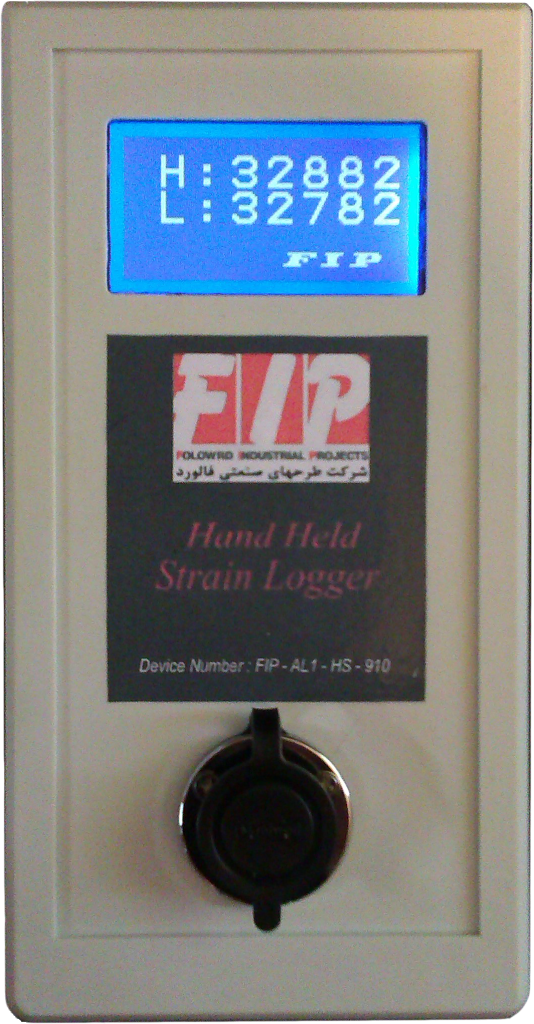 H:32882
L:32782
FIP
FIP
FOLOWRD INDUSTRIAL PROJECTS
شرکت طرحهای صنعتی فالورد
Hand Held
Strain Logger
Device Number : FIP - AL1 - HS - 910